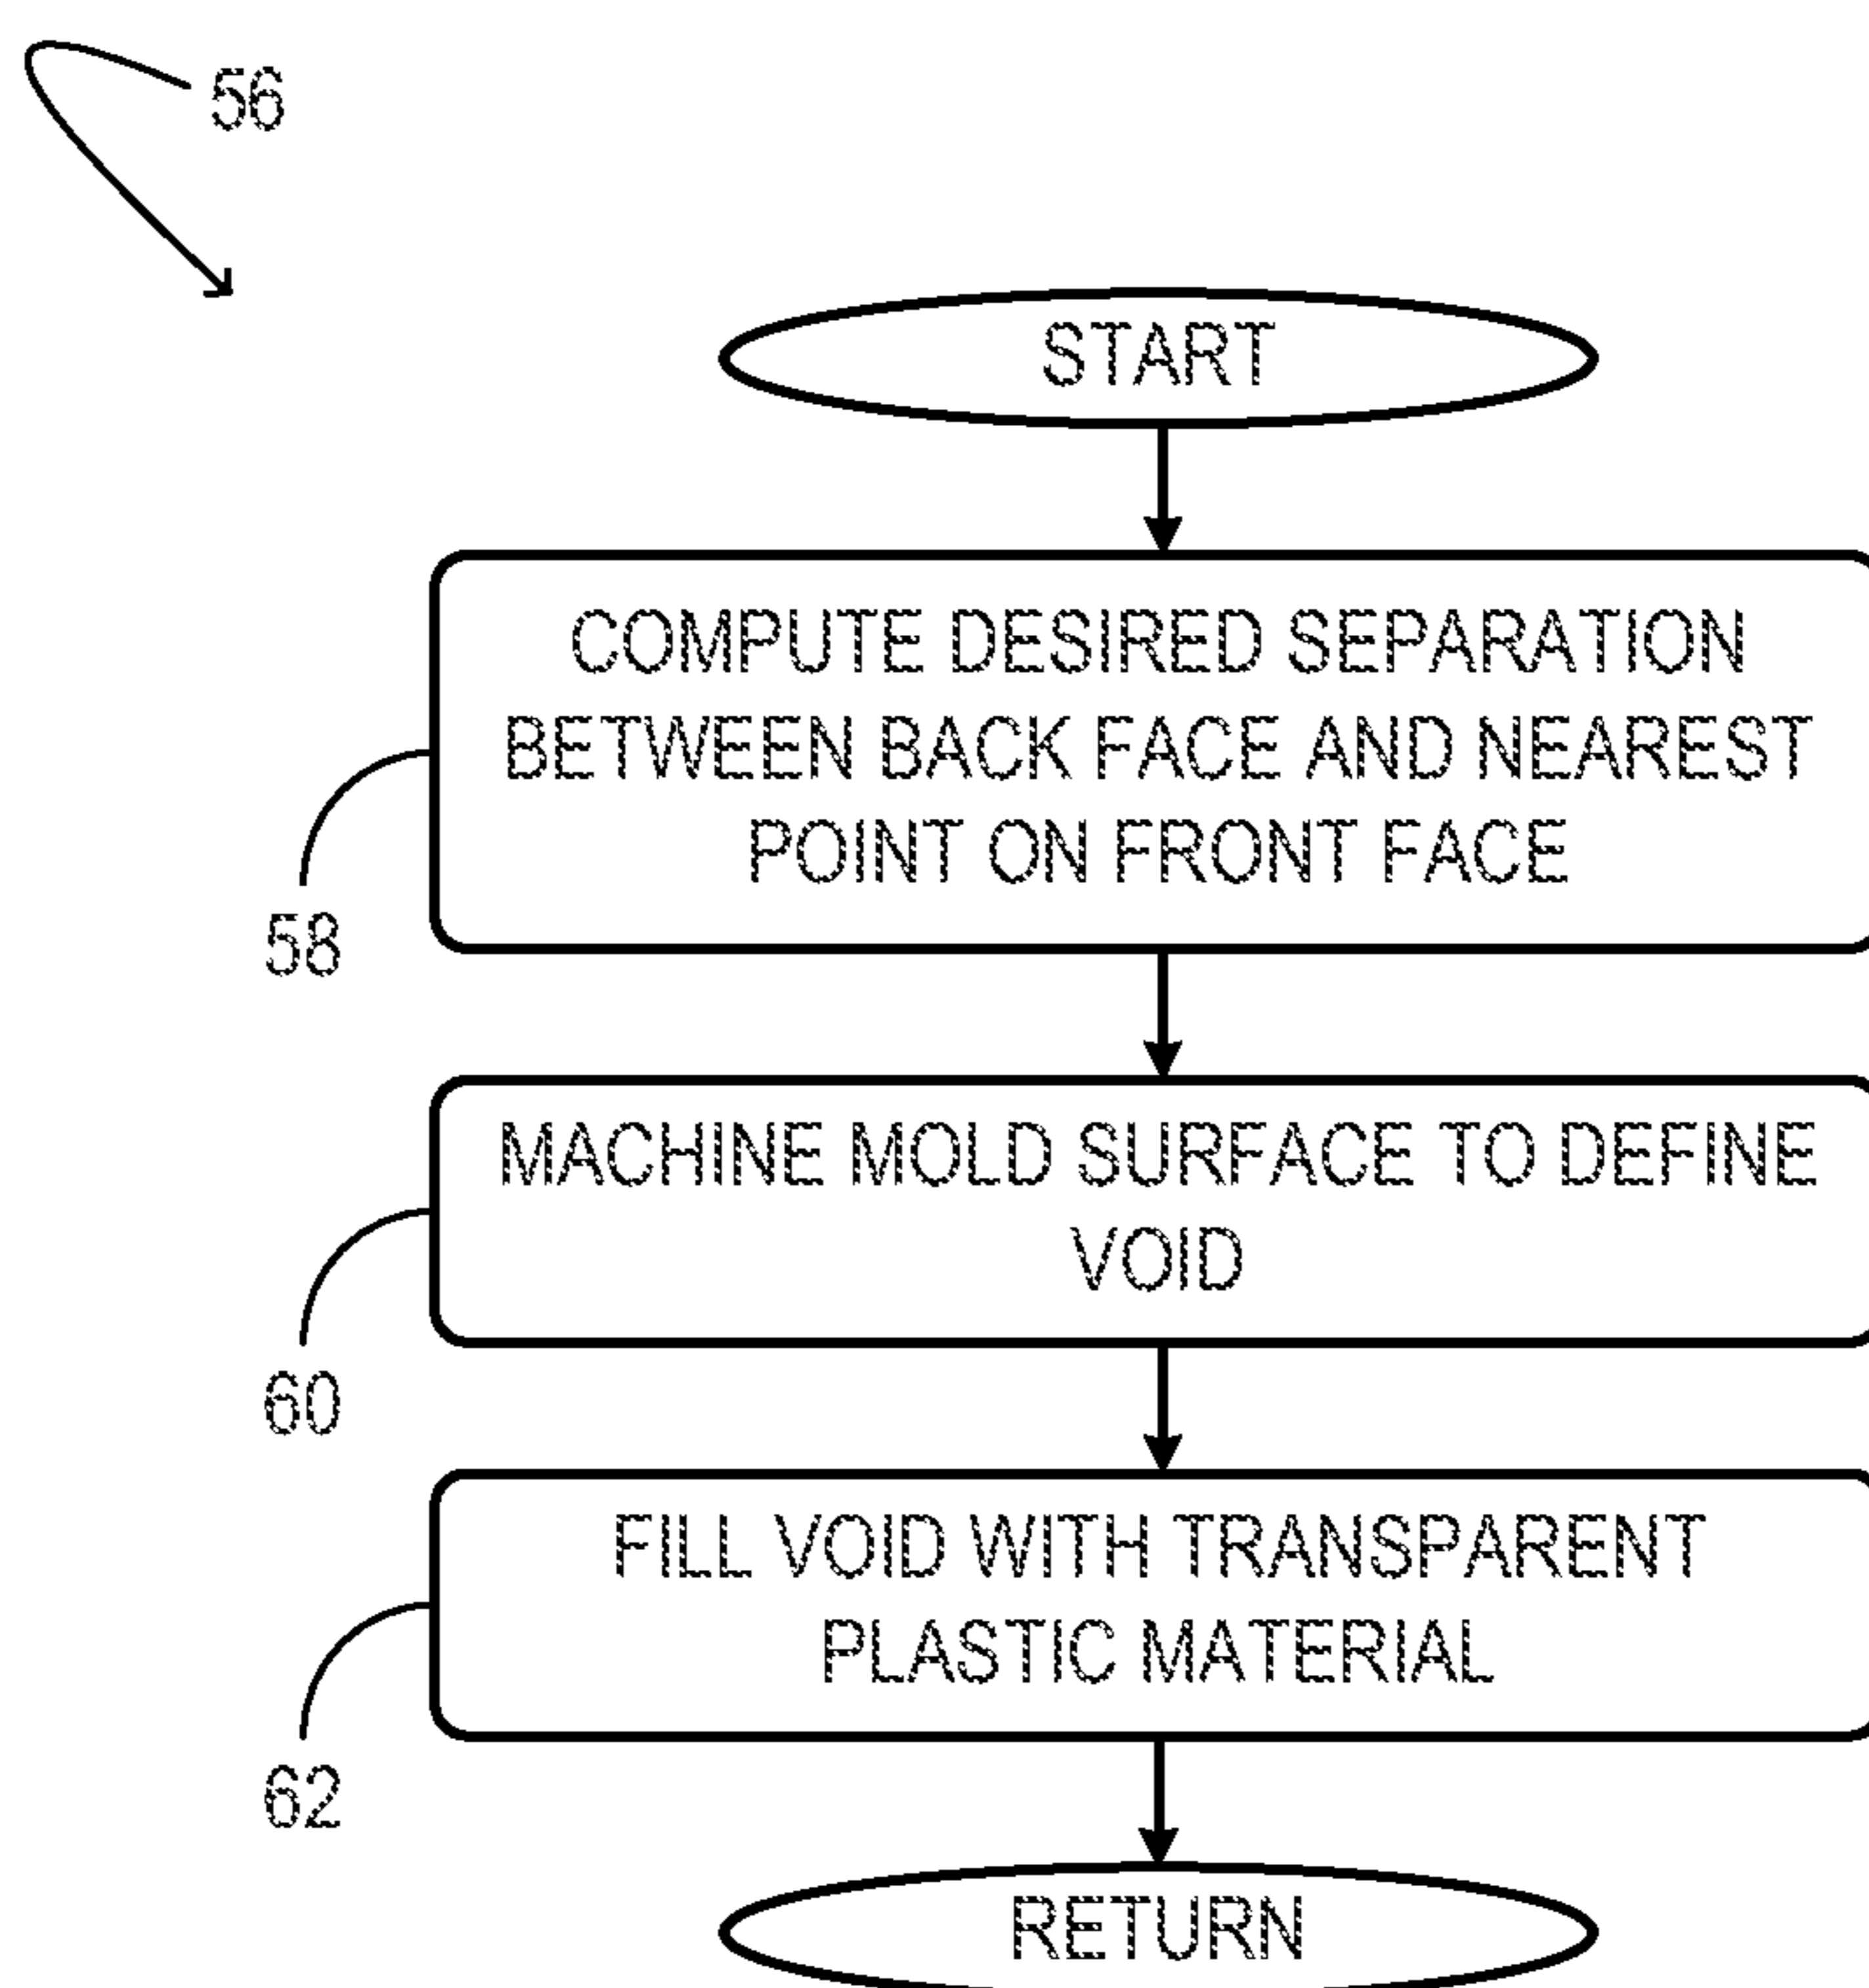 56
START
COMPUTE DESIRED SEPARATION
BETWEEN BACK FACE AND NEAREST
POINT ON FRONT FACE
58
MACHINE MOLD SURFACE TO DEFINE
VOID
60
FILL VOID WITH TRANSPARENT
PLASTIC MATERIAL
62
RETURN